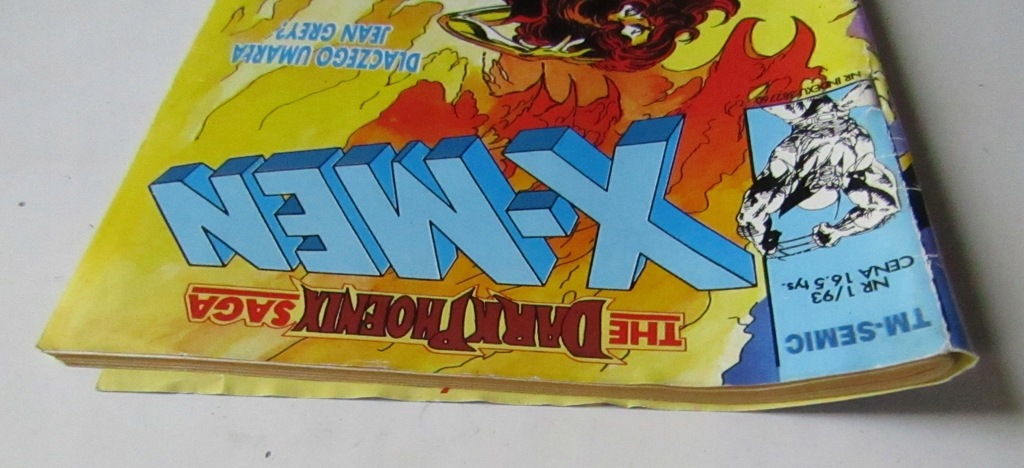 TM-SEMIC
NR 1/93
CENA 16.5 tys.
THE DARK PHOENIX SAGA
X-MEN
DLACZEGO UMARŁA
JEAN GREY?